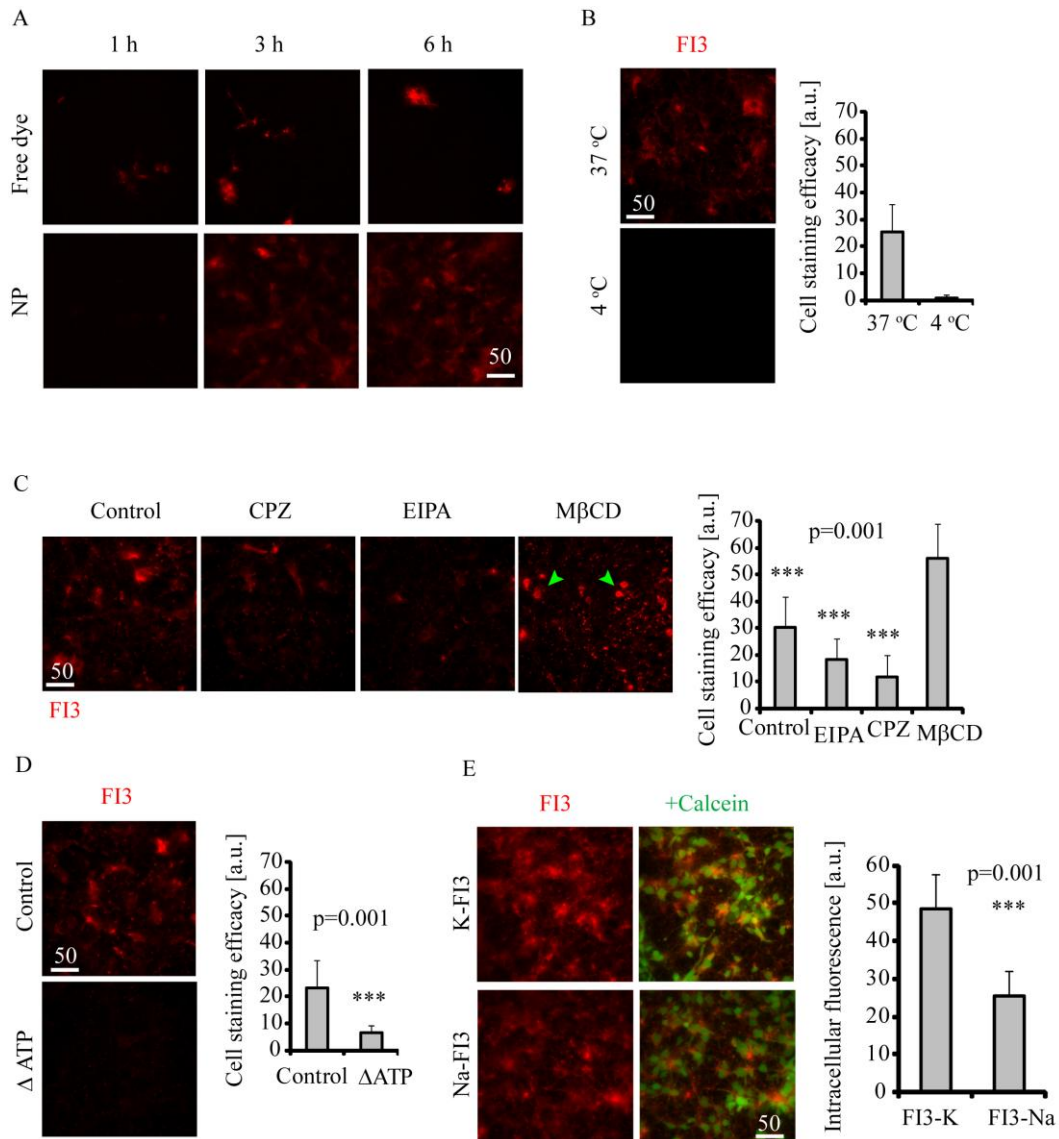 A
1 h 3 h 6 h
Free dye
NP
50
B
FI3
37 °C
4 °C
50
Cell staining efficacy [a.u.]
70
60
50
40
30
20
10
0
37 °C 4 °C
C
Control CPZ EIPA MβCD
50
FI3
Cell staining efficacy [a.u.]
70
60
50
40
30
20
10
0
p=0.001
*** *** ***
Control EIPA CPZ MβCD
D
FI3
Control
Δ ATP
50
Cell staining efficacy [a.u.]
70
60
50
40
30
20
10
0
p=0.001
***
Control ΔATP
E
FI3 +Calcein
K-FI3
Na-FI3
50
Intracellular fluorescence [a.u.]
60
50
40
30
50
10
0
p=0.001
***
FI3-K FI3-Na